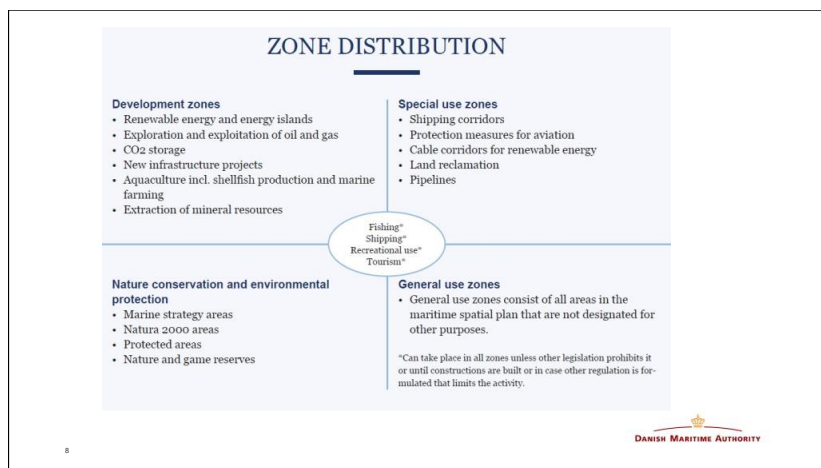 ZONE DISTRIBUTION
Development zones
• Renewable energy and energy islands
• Exploration and exploitation of oil and gas
• CO2 storage
• New infrastructure projects
• Aquaculture incl. shellfish production and marine
farming
• Extraction of mineral resources
Special use zones
• Shipping corridors
• Protection measures for aviation
• Cable corridors for renewable energy
• Land reclamation
• Pipelines
Fishing*
Shipping*
Recreational use*
Tourism*
Nature conservation and environmental
protection
• Marine strategy areas
• Natura 2000 areas
• Protected areas
• Nature and game reserves
General use zones
• General use zones consist of all areas in the
maritime spatial plan that are not designated for
other purposes.
*Can take place in all zones unless other legislation prohibits it
or until constructions are built or in case other regulation is for-
mulated that limits the activity.
DANISH MARITIME AUTHORITY
8